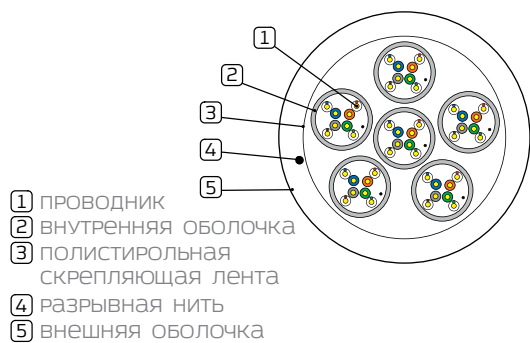 1
2
3
4
5
1 ПРОВОДНИК
2 ВНУТРЕННЯЯ ОБОЛОЧКА
3 ПОЛИСТИРОЛЬНАЯ
СКРЕПЛЯЮЩАЯ ЛЕНТА
4 РАЗРЫВНАЯ НИТЬ
5 ВНЕШНЯЯ ОБОЛОЧКА